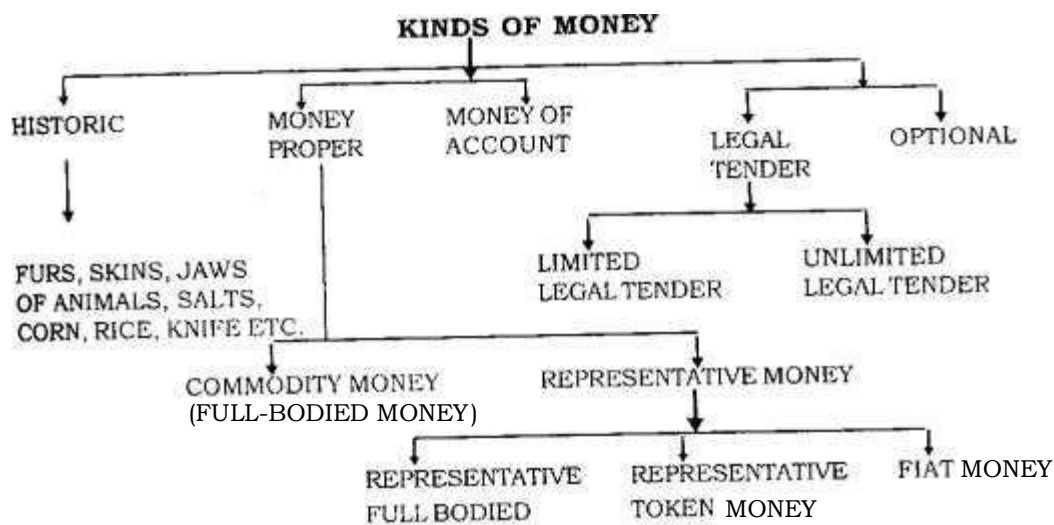 KINDS OF MONEY
HISTORIC
MONEY
PROPER
MONEY OF
ACCOUNT
LEGAL
TENDER
OPTIONAL
FURS, SKINS, JAWS
OF ANIMALS, SALTS,
CORN, RICE, KNIFE ETC.
LIMITED
LEGAL TENDER
UNLIMITED
LEGAL TENDER
COMMODITY MONEY
(FULL-BODIED MONEY)
REPRESENTATIVE MONEY
REPRESENTATIVE
FULL BODIED
REPRESENTATIVE
TOKEN MONEY
FIAT MONEY